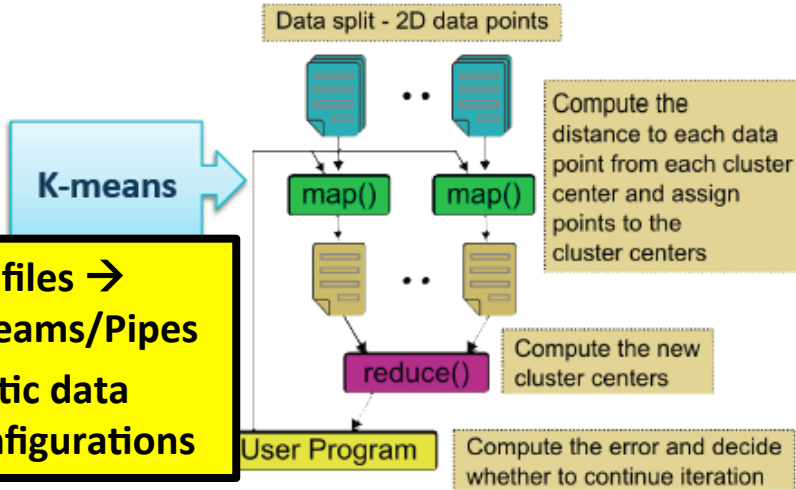 Data split - 2D data points
Compute the
distance to each data
point from each cluster
center and assign
points to the
cluster centers
K-means
map()
map()
files →
eams/Pipes
tic data
nfigurations
reduce()
Compute the new
cluster centers
User Program
Compute the error and decide
whether to continue iteration